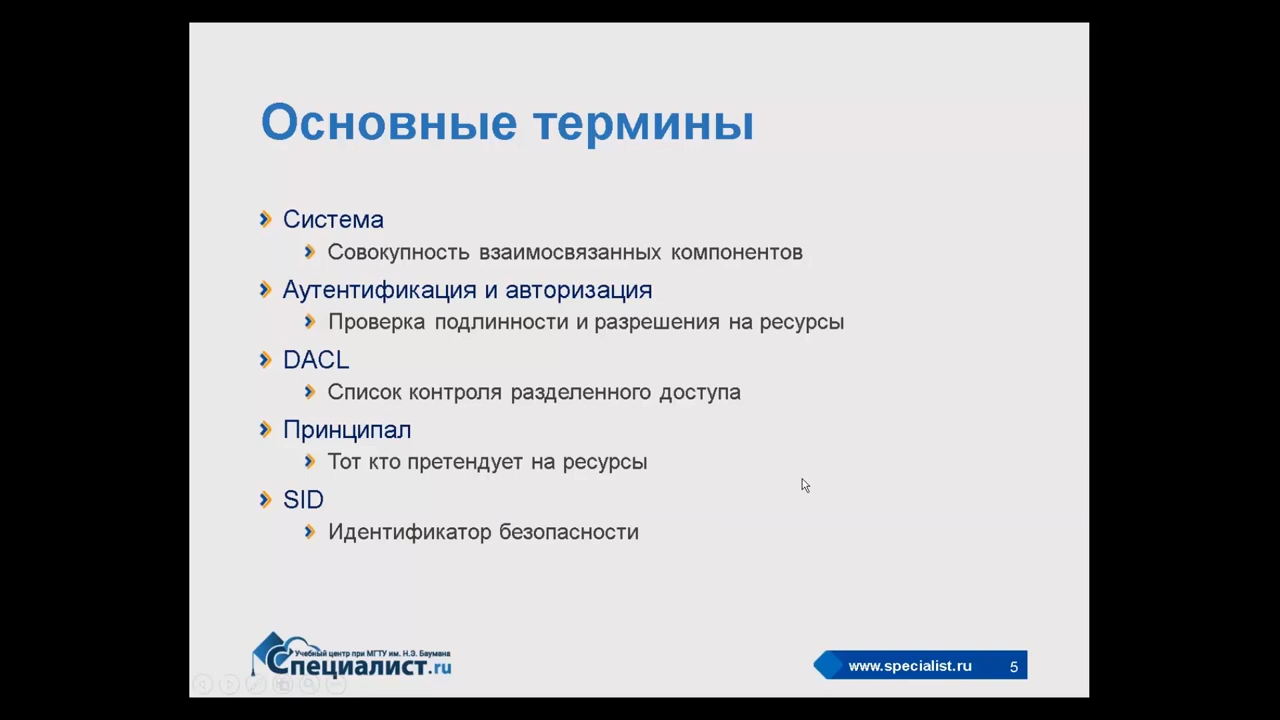 Основные термины
Система
Совокупность взаимосвязанных компонентов
Аутентификация и авторизация
Проверка подлинности и разрешения на ресурсы
DACL
Список контроля разделенного доступа
Принципал
Тот кто претендует на ресурсы
SID
Идентификатор безопасности
Учебный центр при МГТУ им. Н.Э. Баумана
Специалист.ru
www.specialist.ru 5